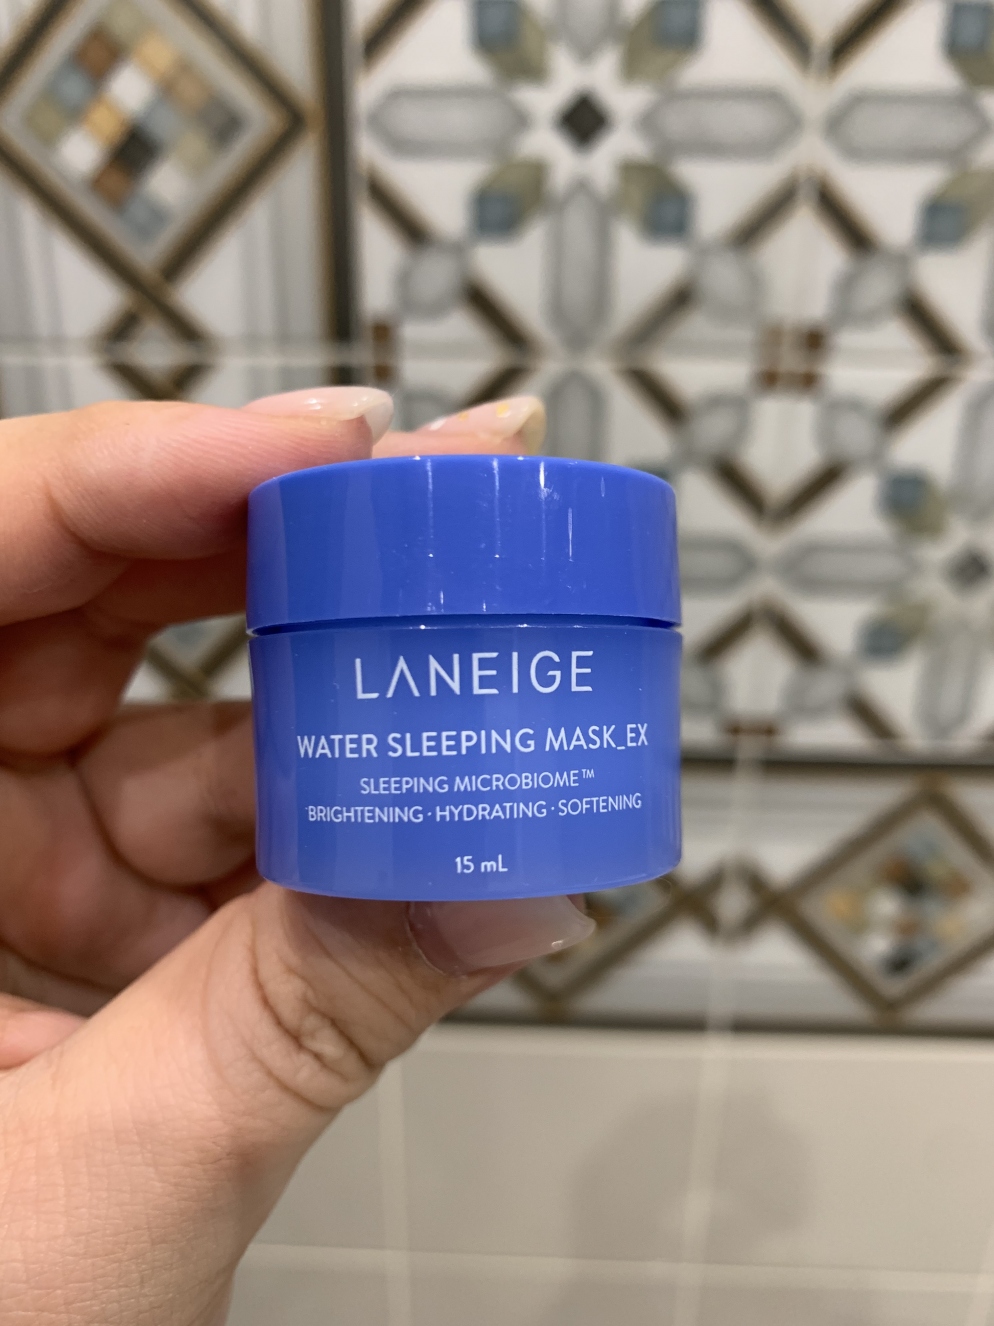 LANEIGE
WATER SLEEPING MASK_EX
SLEEPING MICROBIOME™
BRIGHTENING · HYDRATING · SOFTENING
15 mL